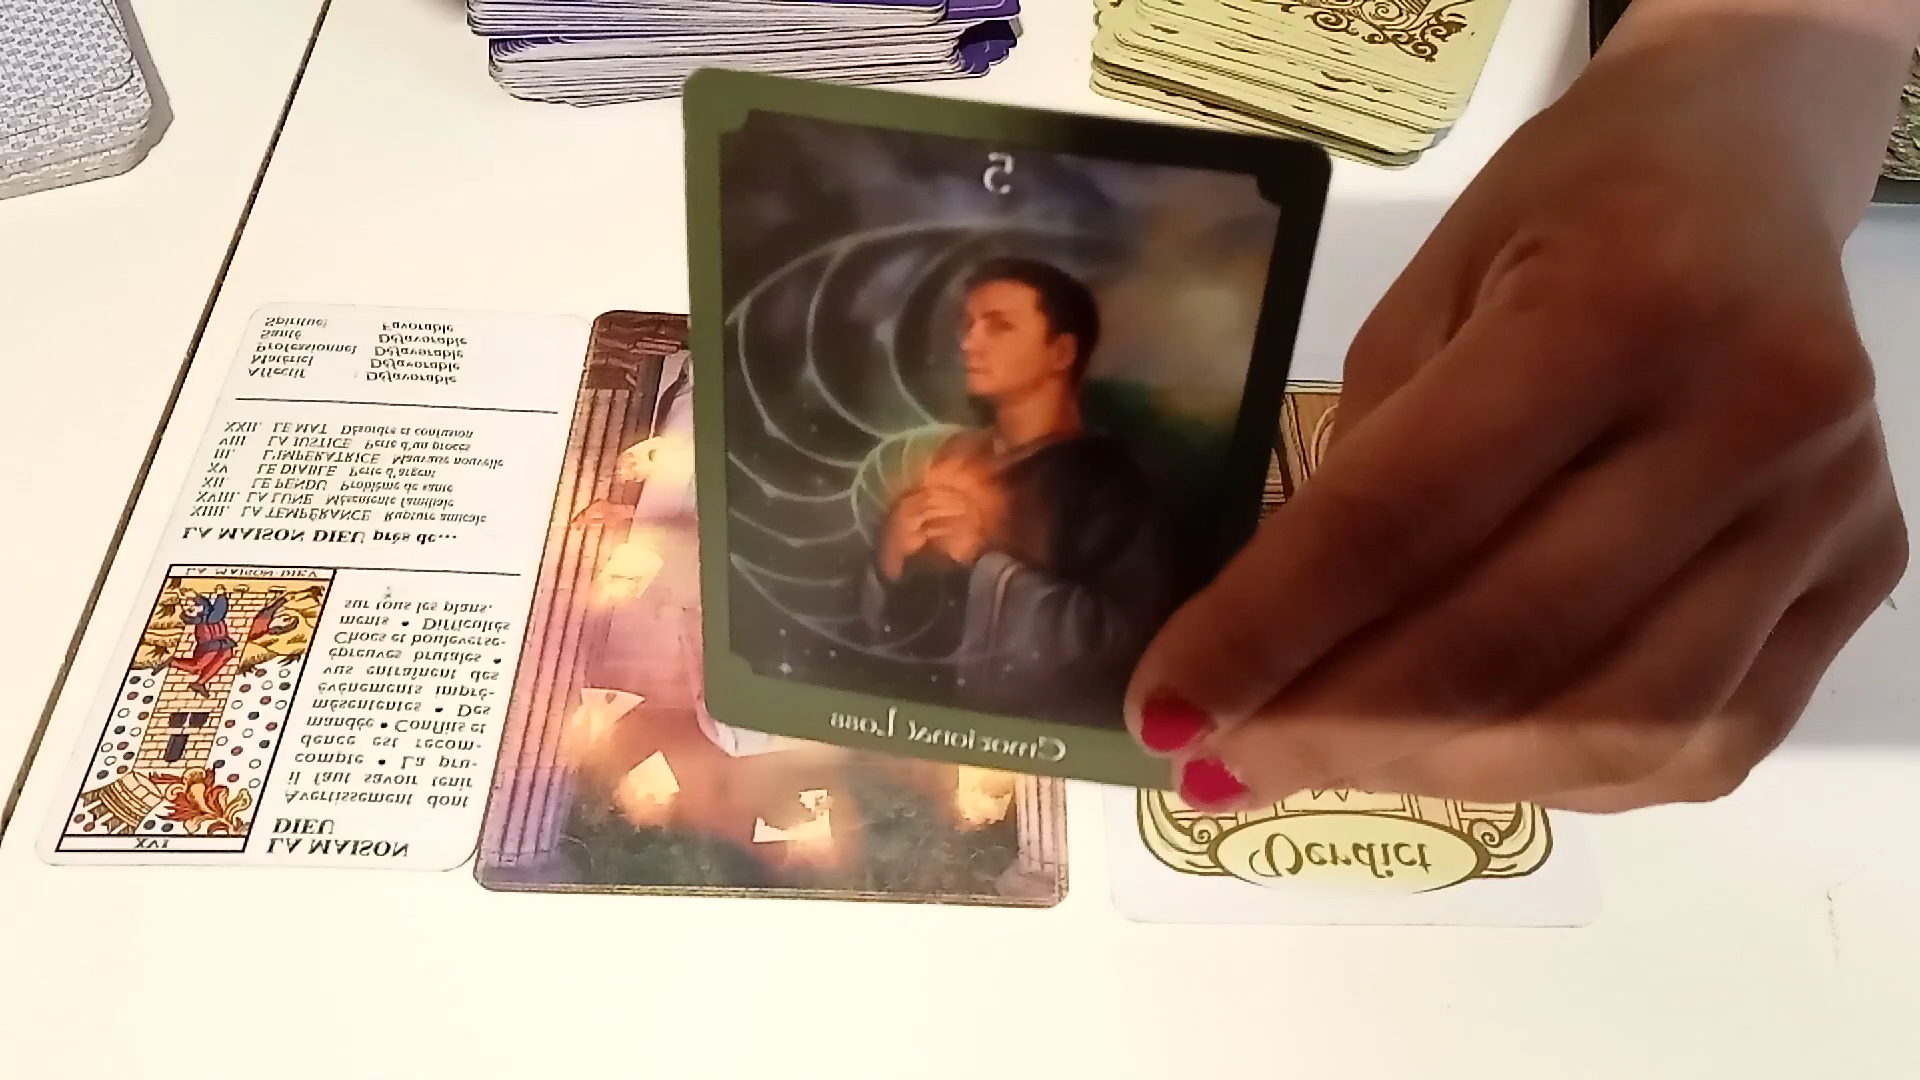 LA MAISON
DIEU
Avertissement dont
il faut savoir tenir
compte • La pru-
dence est recom-
mandée • Conflits et
mésententes • Des
événements impré-
vus entraînent des
épreuves brutales •
Chocs et bouleverse-
ments • Difficultés
sur tous les plans.
XVI
LA MAISON DIEV
LA MAISON DIEU près de...
XIIII. LA TEMPÉRANCE Rupture amicale
XVIII. LA LUNE Mésentente familiale
XII. LE PENDU Problème de santé
XV LE DIABLE Perte d'argent
III. L'IMPÉRATRICE Mauvaise nouvelle
VIII LA JUSTICE Perte d'un procès
XXII. LE MAT Désordre et confusion
Affectif : Défavorable
Matériel Défavorable
Professionnel Défavorable
Santé Défavorable
Spirituel Favorable
5
Emotional Loss
Verdict